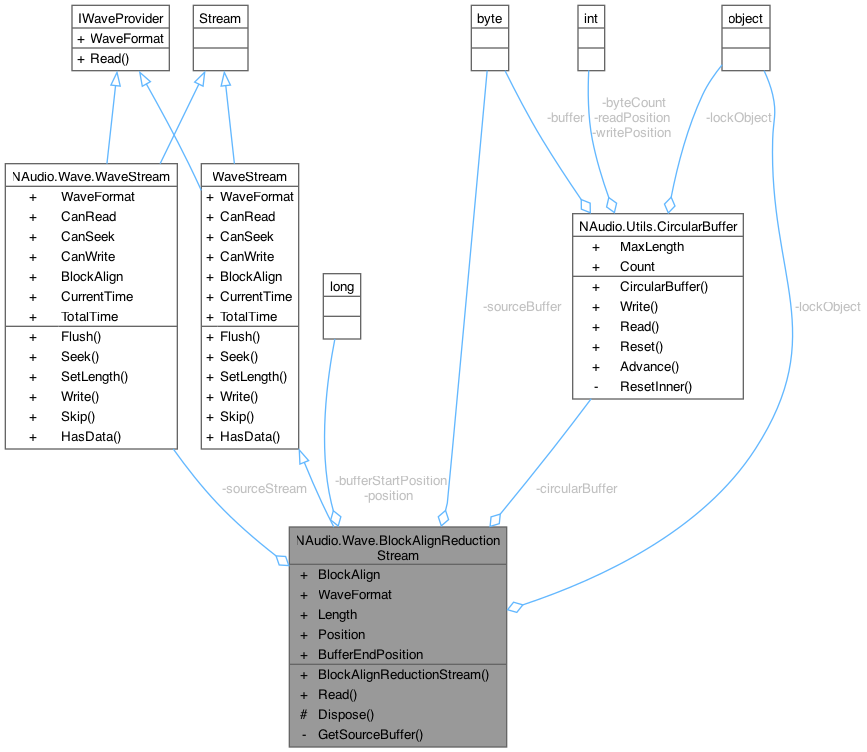 IWaveProvider
+ WaveFormat
+ Read()
Stream
byte
int
object
-buffer
-byteCount
-readPosition
-writePosition
-lockObject
NAudio.Wave.WaveStream
+ WaveFormat
+ CanRead
+ CanSeek
+ CanWrite
+ BlockAlign
+ CurrentTime
+ TotalTime
+ Flush()
+ Seek()
+ SetLength()
+ Write()
+ Skip()
+ HasData()
WaveStream
+ WaveFormat
+ CanRead
+ CanSeek
+ CanWrite
+ BlockAlign
+ CurrentTime
+ TotalTime
+ Flush()
+ Seek()
+ SetLength()
+ Write()
+ Skip()
+ HasData()
long
NAudio.Utils.CircularBuffer
+ MaxLength
+ Count
+ CircularBuffer()
+ Write()
+ Read()
+ Reset()
+ Advance()
- ResetInner()
-sourceBuffer
-lockObject
-sourceStream
-bufferStartPosition
-position
-circularBuffer
NAudio.Wave.BlockAlignReduction
Stream
+ BlockAlign
+ WaveFormat
+ Length
+ Position
+ BufferEndPosition
+ BlockAlignReductionStream()
+ Read()
# Dispose()
- GetSourceBuffer()